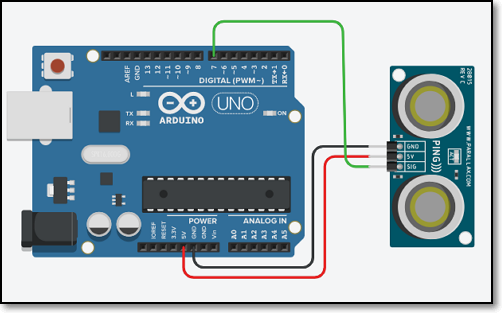 AREF
GND
13
12
~11
~10
~9
8
7
~6
~5
4
~3
2
TX→1
RX←0
DIGITAL (PWM~)
L
TX
RX
UNO
ON
ARDUINO
POWER
ANALOG IN
IOREF
RESET
3.3V
5V
GND
GND
Vin
A0
A1
A2
A3
A4
A5
28015
REV C
PING)))
WWW.PARALLAX.COM
GND
5V
SIG